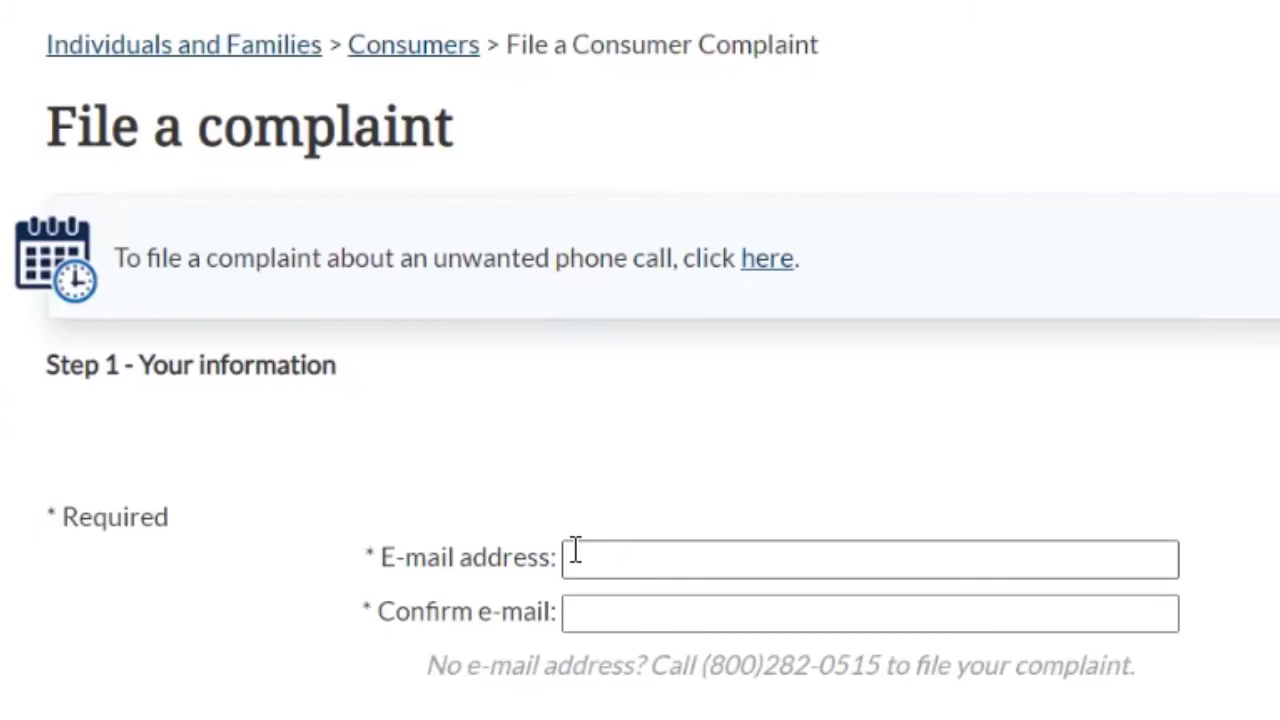 Individuals and Families > Consumers > File a Consumer Complaint
File a complaint
To file a complaint about an unwanted phone call, click here.
Step 1 - Your information
* Required
* E-mail address:
* Confirm e-mail:
No e-mail address? Call (800)282-0515 to file your complaint.